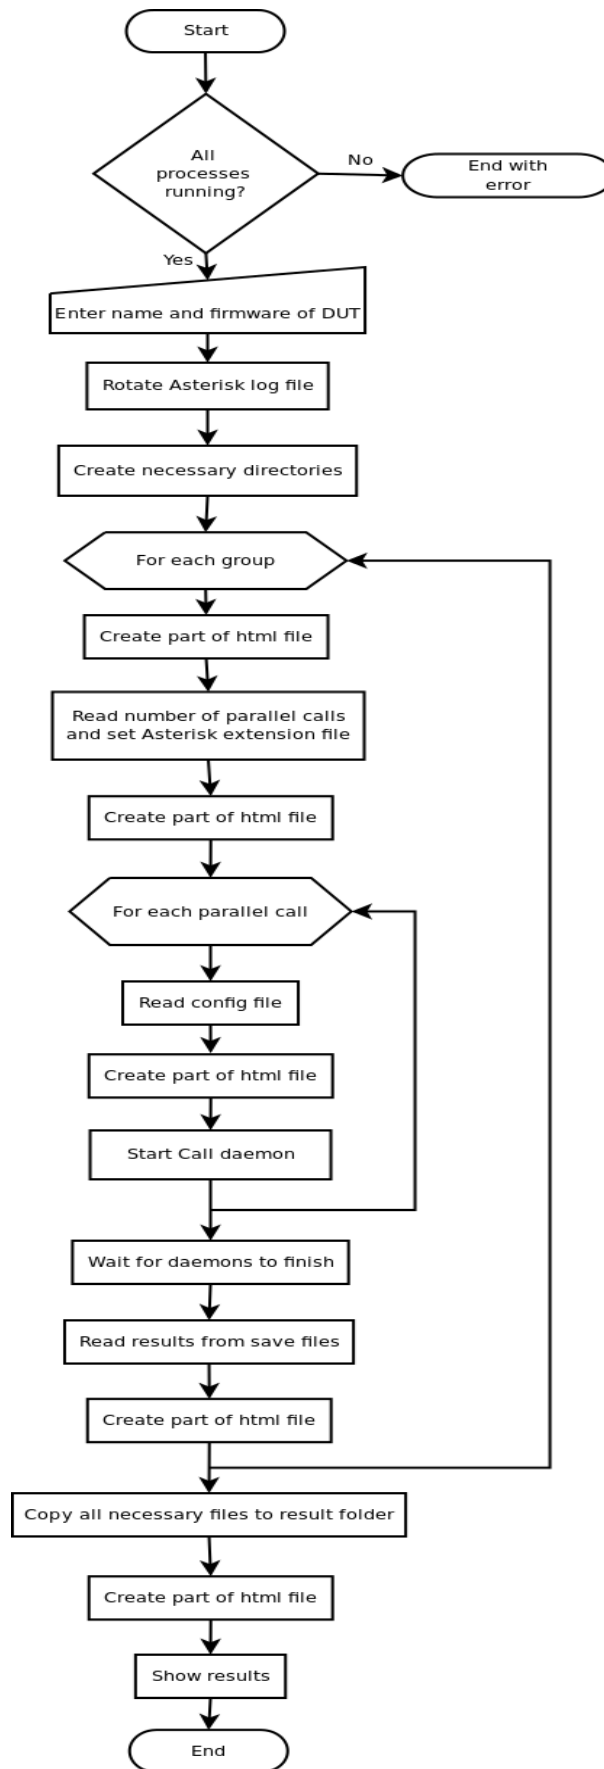 Start
All
processes
running?
No
End with
error
Yes
Enter name and firmware of DUT
Rotate Asterisk log file
Create necessary directories
For each group
Create part of html file
Read number of parallel calls
and set Asterisk extension file
Create part of html file
For each parallel call
Read config file
Create part of html file
Start Call daemon
Wait for daemons to finish
Read results from save files
Create part of html file
Copy all necessary files to result folder
Create part of html file
Show results
End